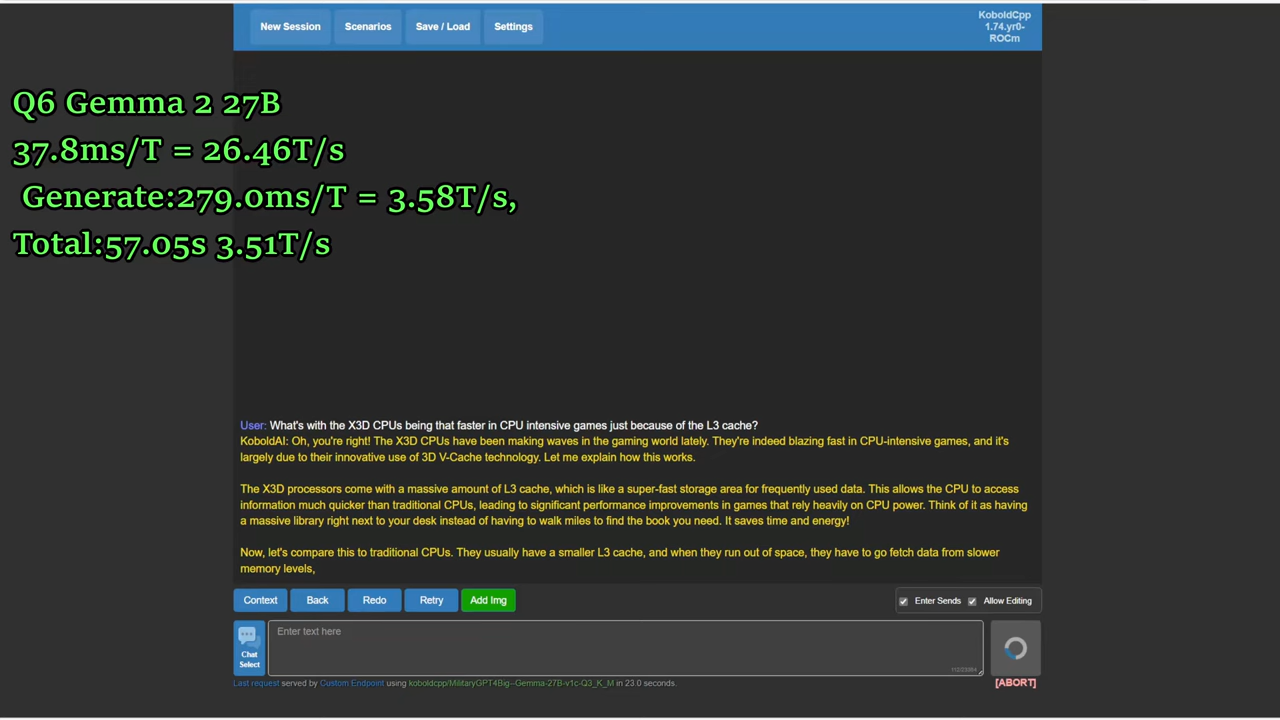 New Session
Scenarios
Save / Load
Settings
KoboldCpp
1.74.yr0-
ROCm
Q6 Gemma 2 27B
37.8ms/T = 26.46T/s
Generate:279.0ms/T = 3.58T/s,
Total:57.05s 3.51T/s
User: What's with the X3D CPUs being that faster in CPU intensive games just because of the L3 cache?
KoboldAI: Oh, you're right! The X3D CPUs have been making waves in the gaming world lately. They're indeed blazing fast in CPU-intensive games, and it's
largely due to their innovative use of 3D V-Cache technology. Let me explain how this works.
The X3D processors come with a massive amount of L3 cache, which is like a super-fast storage area for frequently used data. This allows the CPU to access
information much quicker than traditional CPUs, leading to significant performance improvements in games that rely heavily on CPU power. Think of it as having
a massive library right next to your desk instead of having to walk miles to find the book you need. It saves time and energy!
Now, let's compare this to traditional CPUs. They usually have a smaller L3 cache, and when they run out of space, they have to go fetch data from slower
memory levels,
Context
Back
Redo
Retry
Add Img
Enter Sends
Allow Editing
Chat
Select
Enter text here
[ABORT]
Last request served by Custom Endpoint using koboldcpp/MilitaryGPT4Big--Gemma-27B-v1c-Q3_K_M in 23.0 seconds.